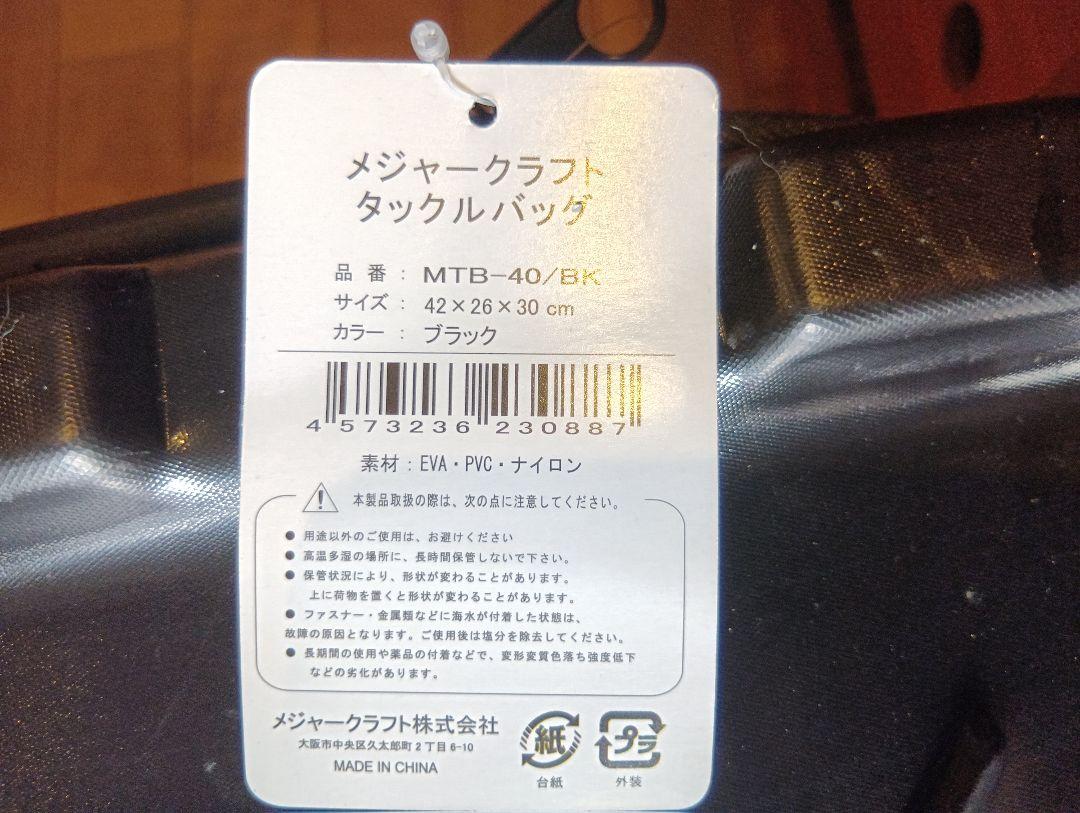 メジャークラフト
タックルバッグ
品 番 : MTB-40/BK
サイズ : 42×26×30 cm
カラー : ブラック
4 573236 230887
素材 : EVA・PVC・ナイロン
本製品取扱の際は、次の点に注意してください。
● 用途以外のご使用は、お避けください
● 高温多湿の場所に、長時間保管しないで下さい。
● 保管状況により、形状が変わることがあります。
上に荷物を置くと形状が変わることがあります。
● ファスナー・金属類などに海水が付着した状態は、
故障の原因となります。ご使用後は塩分を除去してください。
● 長期間の使用や薬品の付着などで、変形変質色落ち強度低下
などの劣化があります。
メジャークラフト株式会社
大阪市中央区久太郎町2丁目6-10
MADE IN CHINA
紙
台紙
プラ
外装